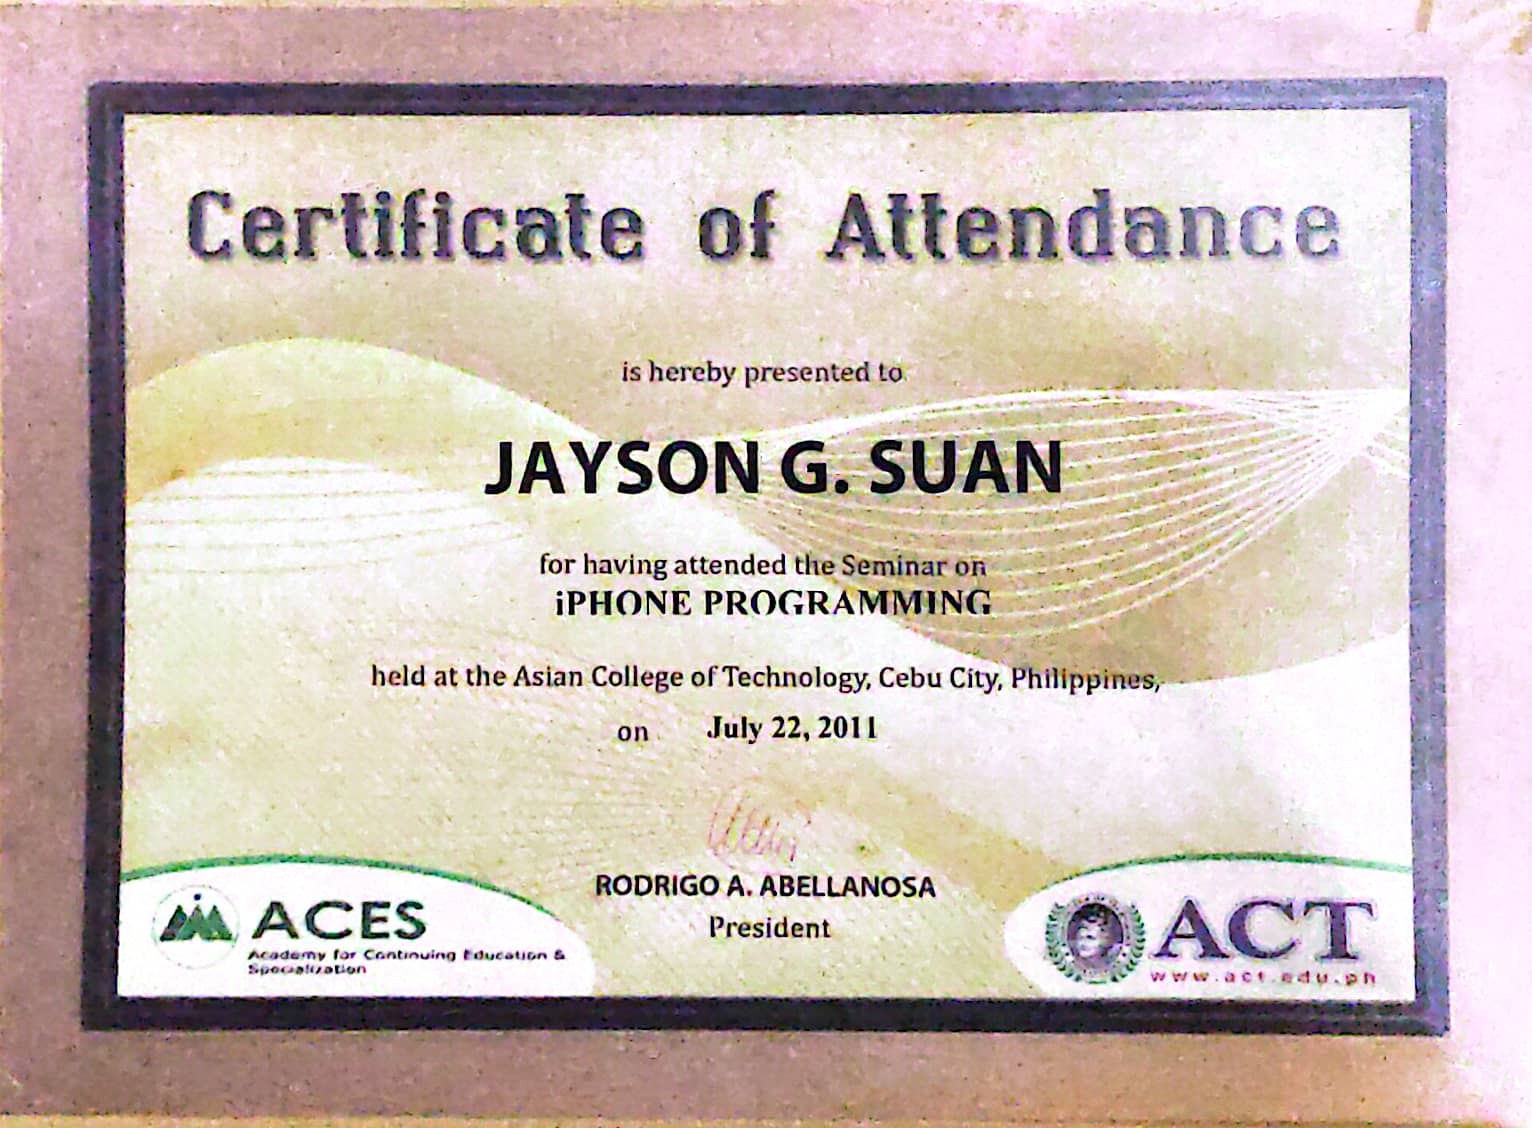 Certificate of Attendance
is hereby presented to
JAYSON G. SUAN
for having attended the Seminar on
iPHONE PROGRAMMING
held at the Asian College of Technology, Cebu City, Philippines,
on July 22, 2011
RODRIGO A. ABELLANOSA
President
ACES
Academy for Continuing Education &
Specialization
ACT
www.act.edu.ph